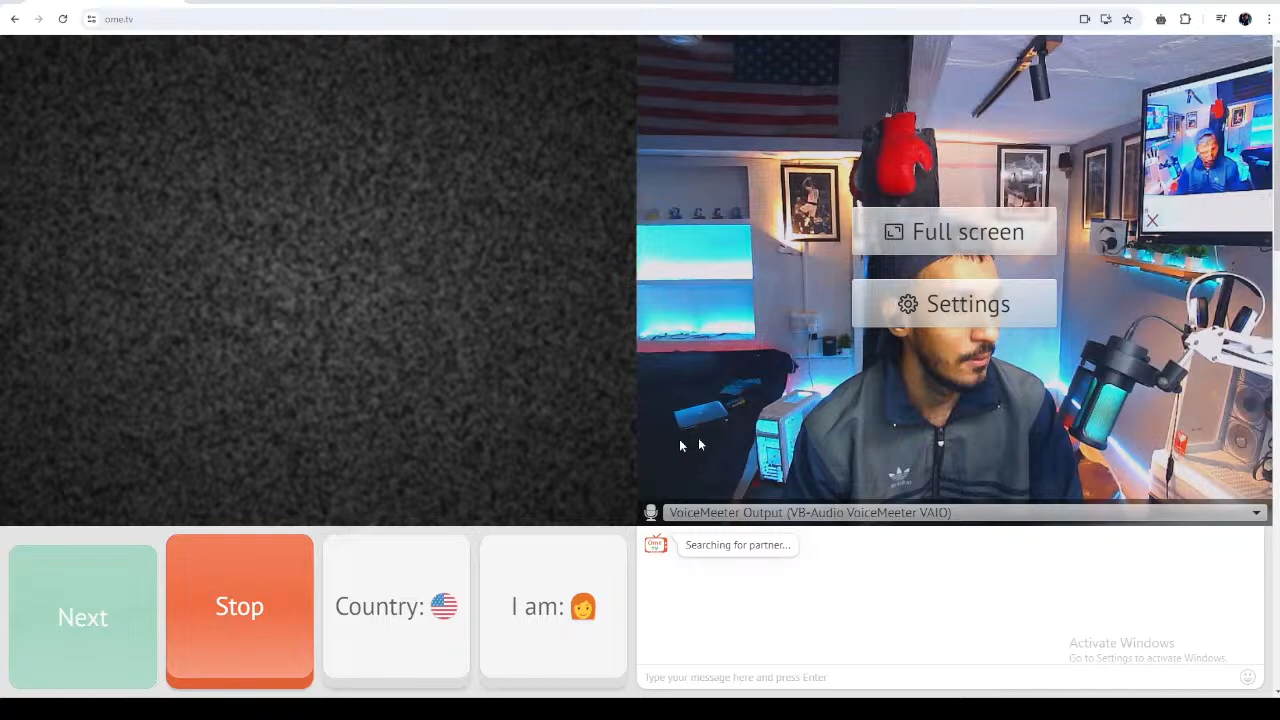 ome.tv
Full screen
Settings
VoiceMeeter Output (VB-Audio VoiceMeeter VAIO)
Searching for partner...
Next
Stop
Country:
I am:
Activate Windows
Go to Settings to activate Windows.
Type your message here and press Enter